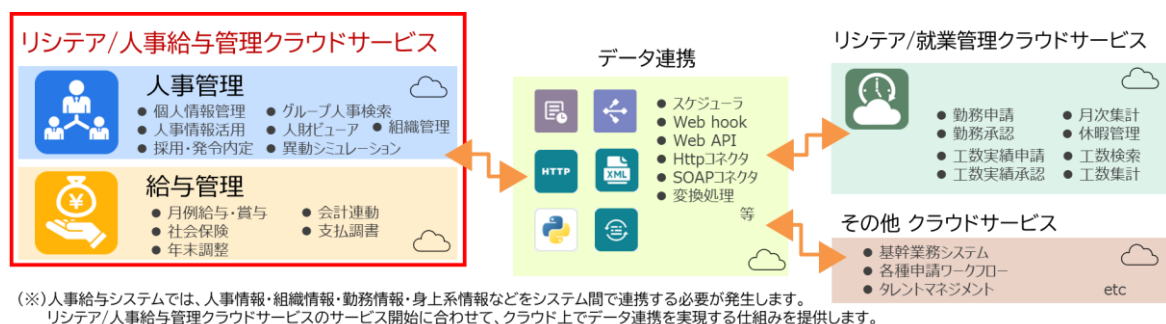 リシテア/人事給与管理クラウドサービス
人事管理
● 個人情報管理 ● グループ人事検索
● 人事情報活用 ● 人財ビューア ● 組織管理
● 採用・発令内定 ● 異動シミュレーション
給与管理
● 月例給与・賞与 ● 会計連動
● 社会保険 ● 支払調書
● 年末調整
データ連携
HTTP
XML
● スケジューラ
● Web hook
● Web API
● Httpコネクタ
● SOAPコネクタ
● 変換処理
等
リシテア/就業管理クラウドサービス
● 勤務申請 ● 月次集計
● 勤務承認 ● 休暇管理
● 工数実績申請 ● 工数検索
● 工数実績承認 ● 工数集計
その他 クラウドサービス
● 基幹業務システム
● 各種申請ワークフロー
● タレントマネジメント etc
(※)人事給与システムでは、人事情報・組織情報・勤務情報・身上系情報などをシステム間で連携する必要が発生します。
リシテア/人事給与管理クラウドサービスのサービス開始に合わせて、クラウド上でデータ連携を実現する仕組みを提供します。